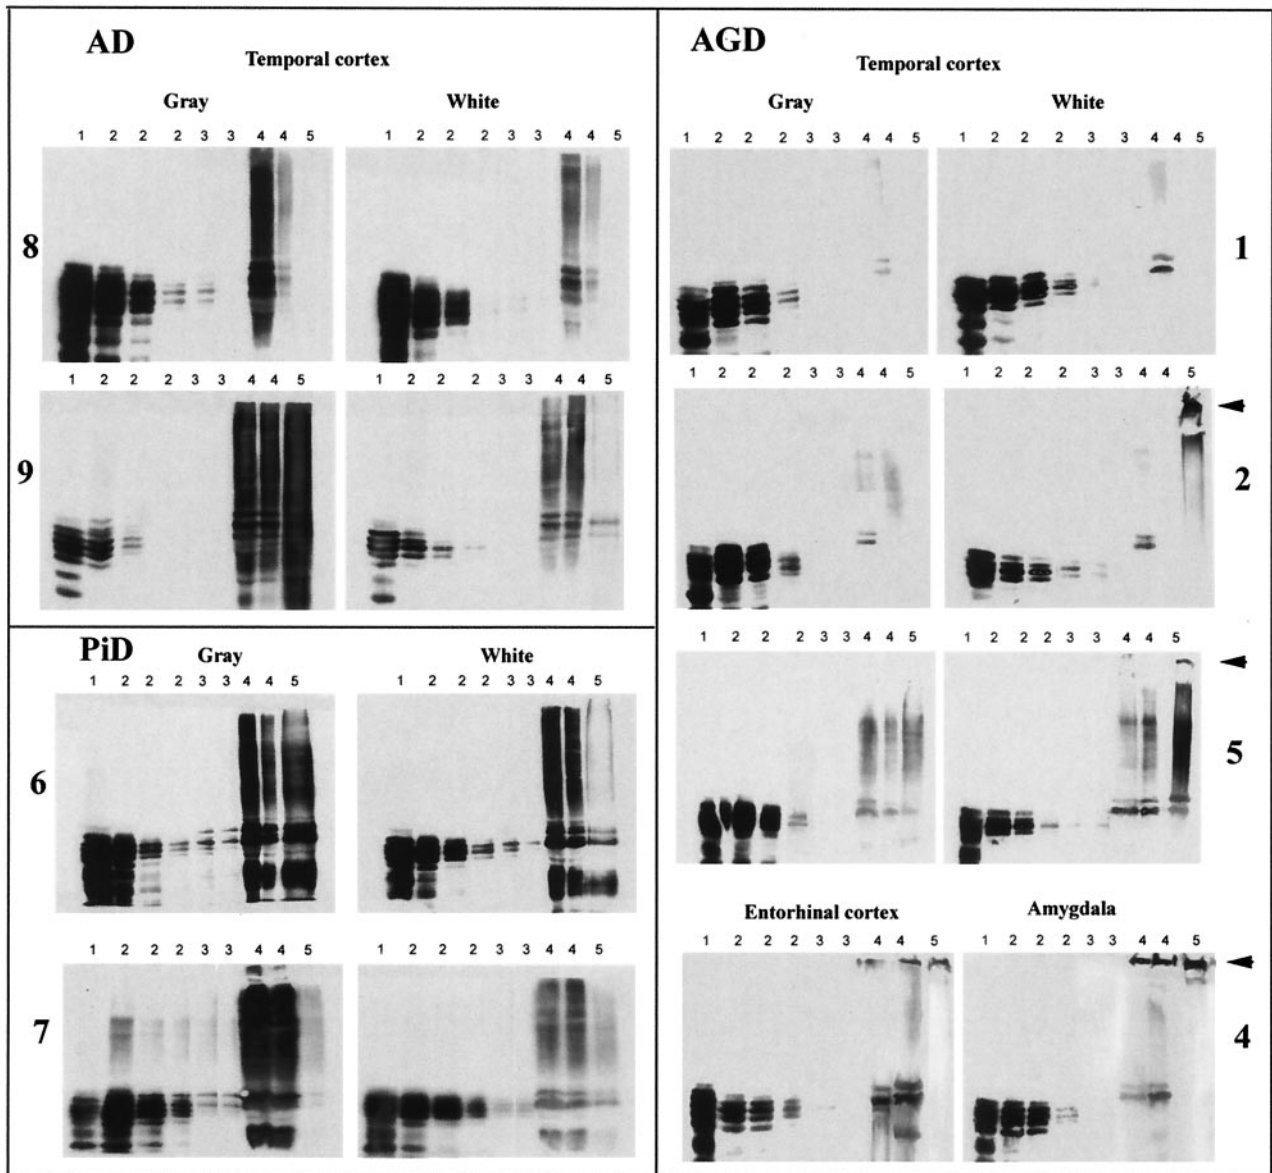 AD
Temporal cortex
Gray White
1 2 2 2 3 3 4 4 5 1 2 2 2 3 3 4 4 5
8
1 2 2 2 3 3 4 4 5 1 2 2 2 3 3 4 4 5
9
PiD
Gray White
1 2 2 2 3 3 4 4 5 1 2 2 2 3 3 4 4 5
6
1 2 2 2 3 3 4 4 5 1 2 2 2 3 3 4 4 5
7
AGD
Temporal cortex
Gray White
1 2 2 2 3 3 4 4 5 1 2 2 2 3 3 4 4 5
1
1 2 2 2 3 3 4 4 5 1 2 2 2 3 3 4 4 5
2
1 2 2 2 3 3 4 4 5 1 2 2 2 3 3 4 4 5
5
Entorhinal cortex Amygdala
1 2 2 2 3 3 4 4 5 1 2 2 2 3 3 4 4 5
4